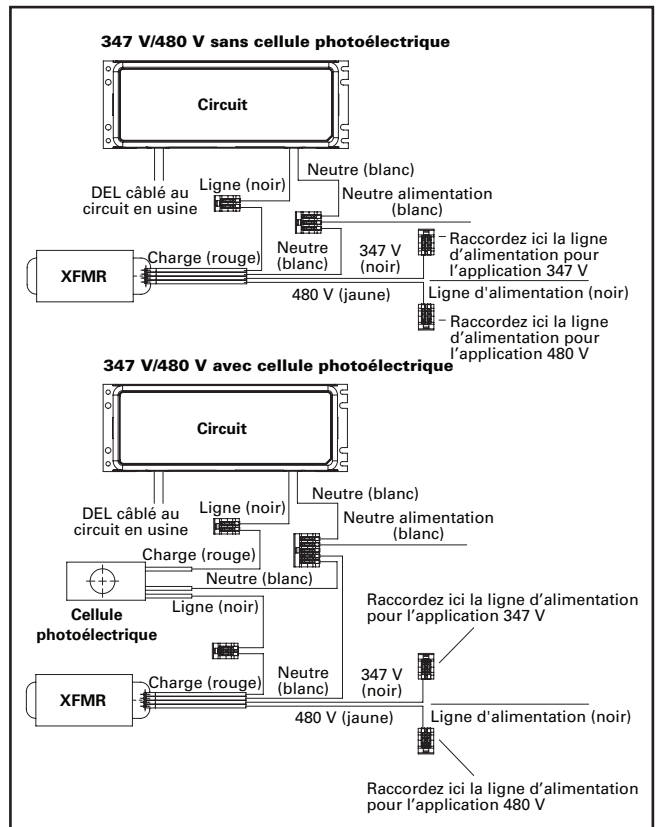 347 V/480 V sans cellule photoélectrique
Circuit
DEL câblé au
circuit en usine
Ligne (noir)
Neutre (blanc)
Neutre alimentation
(blanc)
XFMR
Charge (rouge)
Neutre
(blanc)
347 V
(noir)
480 V (jaune)
Raccordez ici la ligne
d’alimentation pour
l’application 347 V
Ligne d'alimentation (noir)
Raccordez ici la ligne
d’alimentation pour
l’application 480 V
347 V/480 V avec cellule photoélectrique
Circuit
DEL câblé au
circuit en usine
Ligne (noir)
Neutre (blanc)
Neutre alimentation
(blanc)
Charge (rouge)
Neutre (blanc)
Ligne (noir)
Cellule
photoélectrique
Raccordez ici la ligne d’alimentation
pour l’application 347 V
XFMR
Charge (rouge)
Neutre
(blanc)
347 V
(noir)
480 V (jaune)
Ligne d'alimentation (noir)
Raccordez ici la ligne d’alimentation
pour l’application 480 V